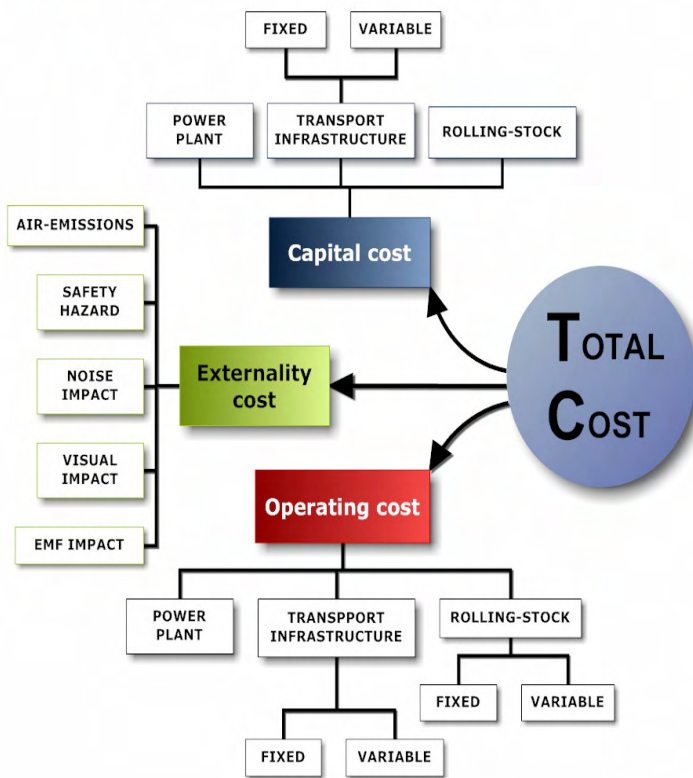 FIXED
VARIABLE
POWER
PLANT
TRANSPORT
INFRASTRUCTURE
ROLLING-STOCK
Capital cost
AIR-EMISSIONS
SAFETY
HAZARD
NOISE
IMPACT
VISUAL
IMPACT
EMF IMPACT
Externality
cost
TOTAL
COST
Operating cost
POWER
PLANT
TRANSPPORT
INFRASTRUCTURE
ROLLING-STOCK
FIXED
VARIABLE
FIXED
VARIABLE